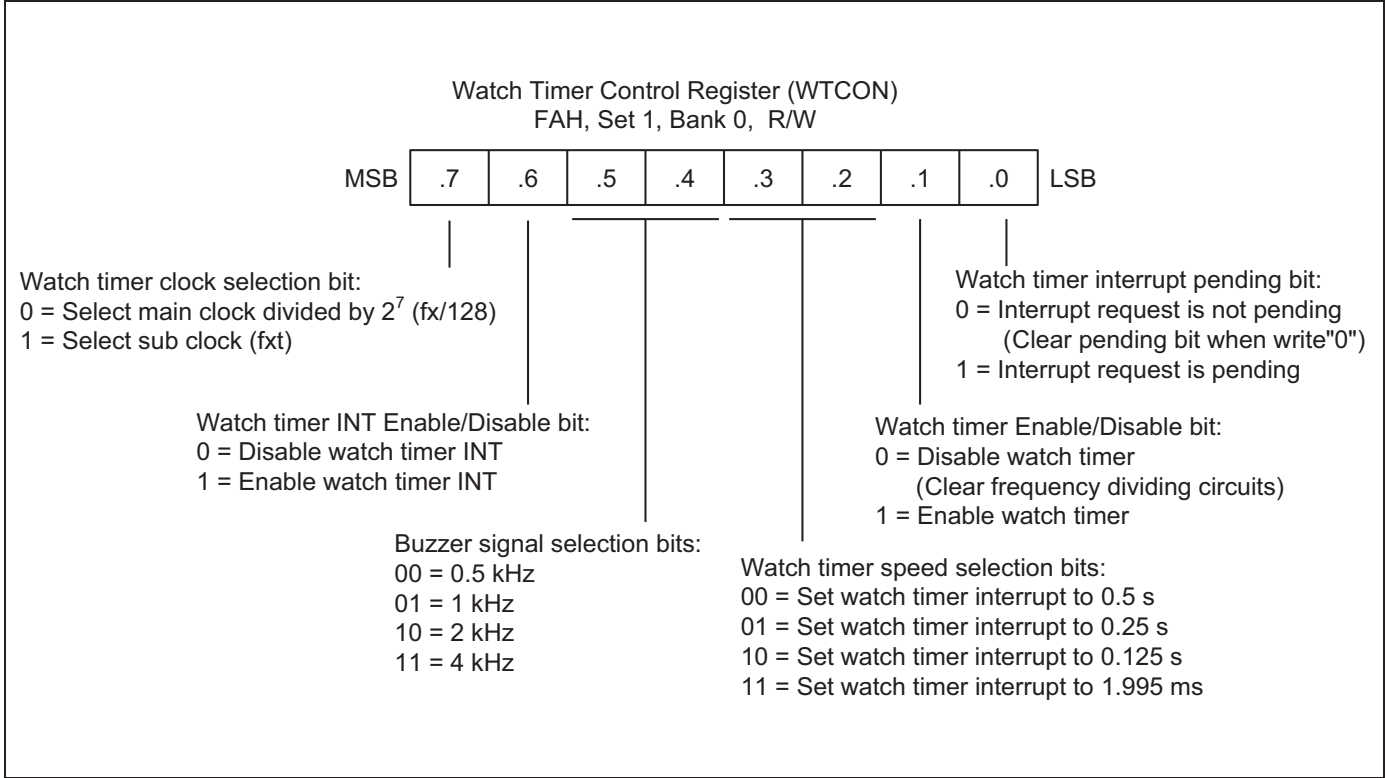 Watch Timer Control Register (WTCON)
FAH, Set 1, Bank 0, R/W
MSB .7 .6 .5 .4 .3 .2 .1 .0 LSB
Watch timer clock selection bit:
0 = Select main clock divided by 2⁷ (fx/128)
1 = Select sub clock (fxt)
Watch timer interrupt pending bit:
0 = Interrupt request is not pending
(Clear pending bit when write"0")
1 = Interrupt request is pending
Watch timer INT Enable/Disable bit:
0 = Disable watch timer INT
1 = Enable watch timer INT
Watch timer Enable/Disable bit:
0 = Disable watch timer
(Clear frequency dividing circuits)
1 = Enable watch timer
Buzzer signal selection bits:
00 = 0.5 kHz
01 = 1 kHz
10 = 2 kHz
11 = 4 kHz
Watch timer speed selection bits:
00 = Set watch timer interrupt to 0.5 s
01 = Set watch timer interrupt to 0.25 s
10 = Set watch timer interrupt to 0.125 s
11 = Set watch timer interrupt to 1.995 ms